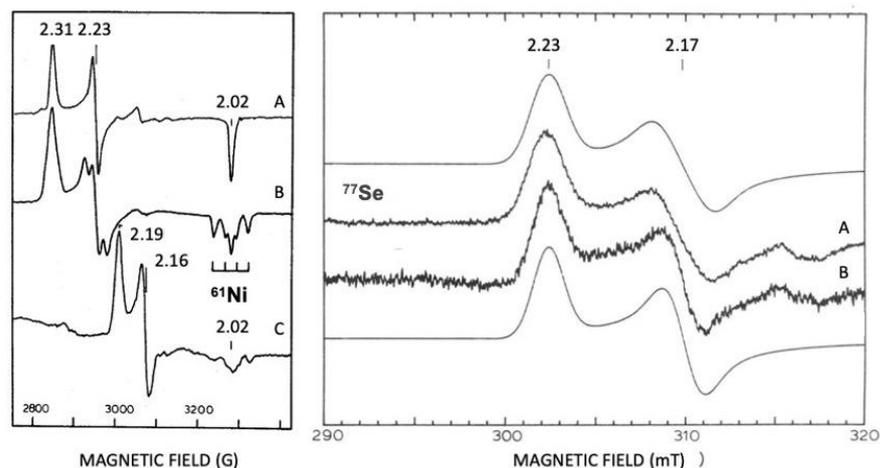 2.31 2.23
2.02
A
B
2.19
2.16
⁶¹Ni
2.02
C
2800
3000
3200
MAGNETIC FIELD (G)
2.23
2.17
⁷⁷Se
A
B
290
300
310
320
MAGNETIC FIELD (mT )